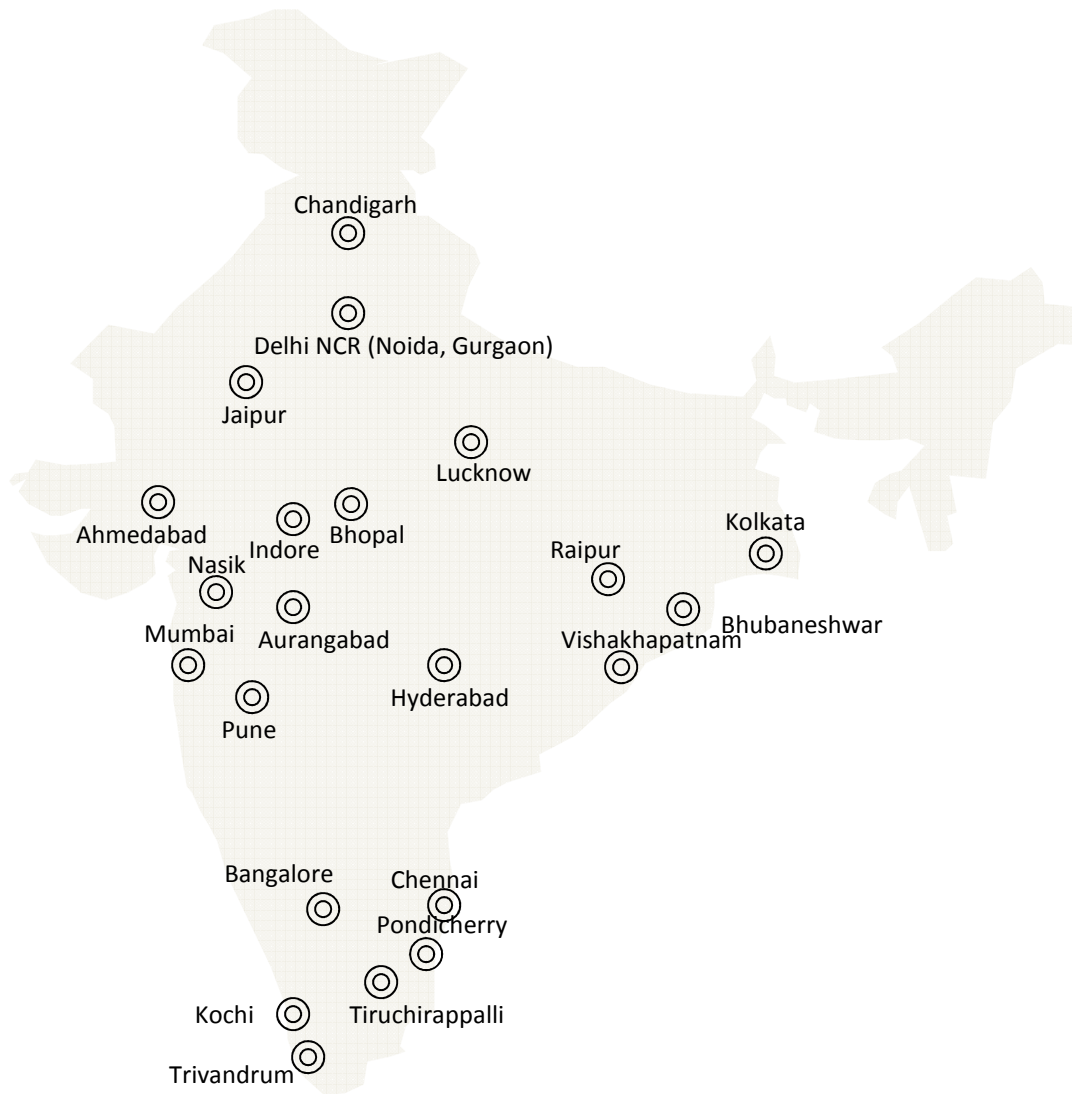 Chandigarh
Delhi NCR (Noida, Gurgaon)
Jaipur
Lucknow
Kolkata
Ahmedabad
Bhopal
Indore
Raipur
Nasik
Bhubaneshwar
Mumbai
Aurangabad
Vishakhapatnam
Hyderabad
Pune
Bangalore
Chennai
Pondicherry
Kochi
Tiruchirappalli
Trivandrum